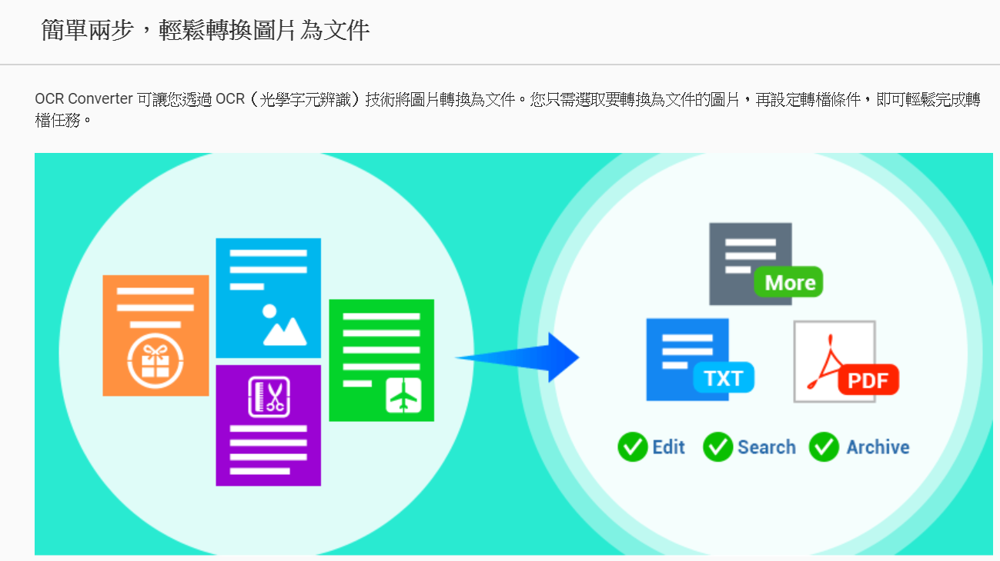 簡單兩步，輕鬆轉換圖片為文件
OCR Converter 可讓您透過 OCR（光學字元辨識）技術將圖片轉換為文件。您只需選取要轉換為文件的圖片，再設定轉檔條件，即可輕鬆完成轉
檔任務。
More
TXT
PDF
Edit Search Archive